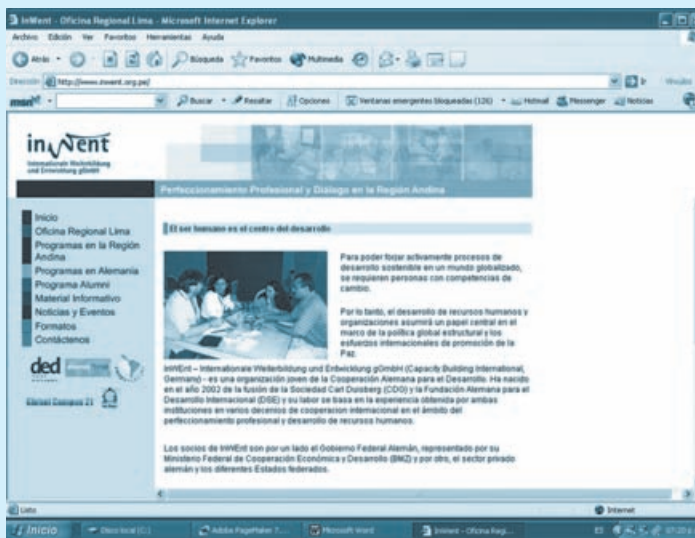 InWent - Oficina Regional Lima - Microsoft Internet Explorer
Archivo Edición Ver Favoritos Herramientas Ayuda
Atrás Búsqueda Favoritos Multimedia
Dirección http://www.inwent.org.pe/ Ir Vínculos
msn Buscar Resaltar Opciones Ventanas emergentes bloqueadas (126) Hotmail Messenger Noticias
inWent
Internationale Weiterbildung
und Entwicklung gGmbH
Perfeccionamiento Profesional y Diálogo en la Región Andina
Inicio
Oficina Regional Lima
Programas en la Región
Andina
Programas en Alemania
Programa Alumni
Material Informativo
Noticias y Eventos
Formatos
Contáctenos
ded
Global Campus 21
El ser humano es el centro del desarrollo
Para poder forjar activamente procesos de
desarrollo sostenible en un mundo globalizado,
se requieren personas con competencias de
cambio.
Por lo tanto, el desarrollo de recursos humanos y
organizaciones asumirá un papel central en el
marco de la política global estructural y los
esfuerzos internacionales de promoción de la
Paz.
InWEnt – Internationale Weiterbildung und Entwicklung gGmbH (Capacity Building International,
Germany) - es una organización joven de la Cooperación Alemana para el Desarrollo. Ha nacido
en el año 2002 de la fusión de la Sociedad Carl Duisberg (CDG) y la Fundación Alemana para el
Desarrollo Internacional (DSE) y su labor se basa en la experiencia obtenida por ambas
instituciones en varios decenios de cooperacion internacional en el ámbito del
perfeccionamiento profesional y desarrollo de recursos humanos.
Los socios de InWEnt son por un lado el Gobierno Federal Alemán, representado por su
Ministerio Federal de Cooperación Económica y Desarrollo (BMZ) y por otro, el sector privado
alemán y los diferentes Estados federados.
Listo Internet
Inicio Disco local (C:) Adobe PageMaker 7.... Microsoft Word InWent - Oficina Regi... ES